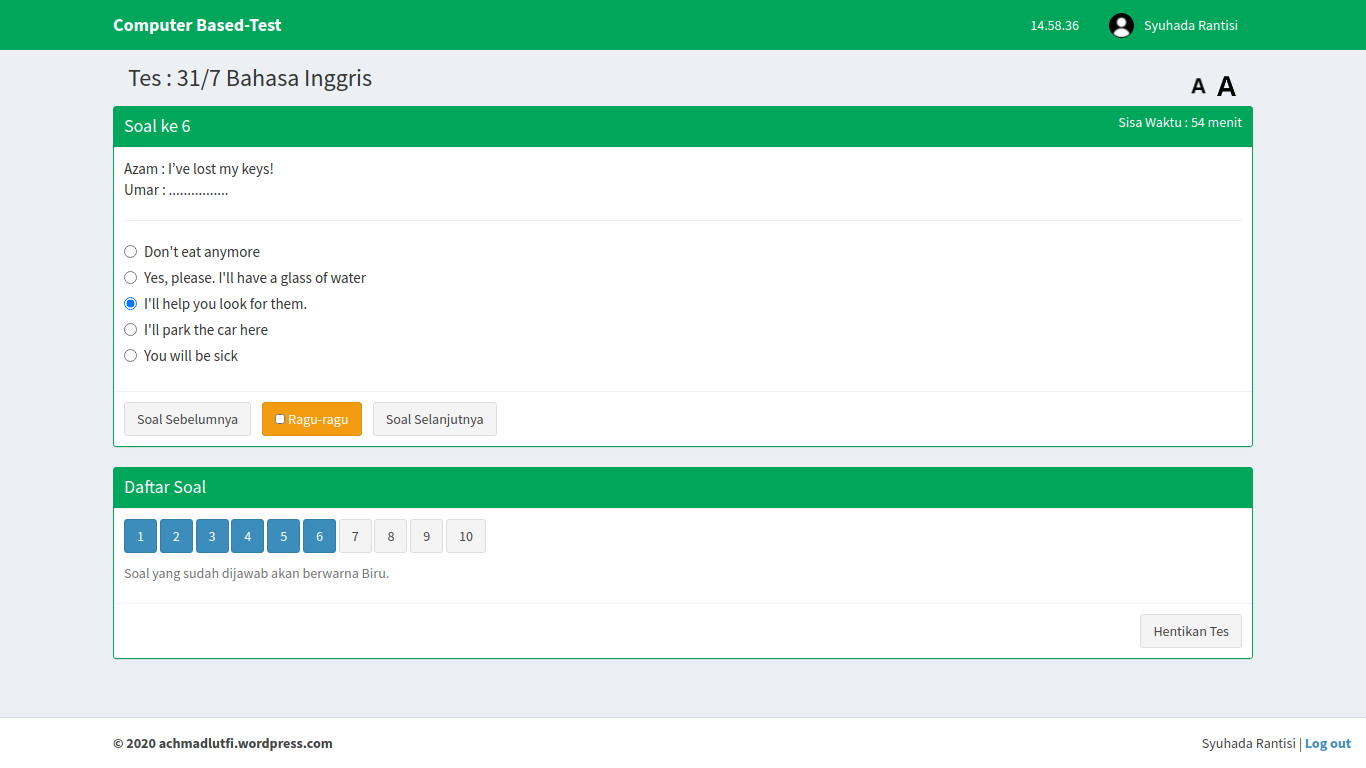 Computer Based-Test
14.58.36
Syuhada Rantisi
Tes : 31/7 Bahasa Inggris
A A
Soal ke 6
Sisa Waktu : 54 menit
Azam : I’ve lost my keys!
Umar : ................
Don't eat anymore
Yes, please. I'll have a glass of water
I'll help you look for them.
I'll park the car here
You will be sick
Soal Sebelumnya
Ragu-ragu
Soal Selanjutnya
Daftar Soal
1 2 3 4 5 6 7 8 9 10
Soal yang sudah dijawab akan berwarna Biru.
Hentikan Tes
© 2020 achmadlutfi.wordpress.com
Syuhada Rantisi | Log out